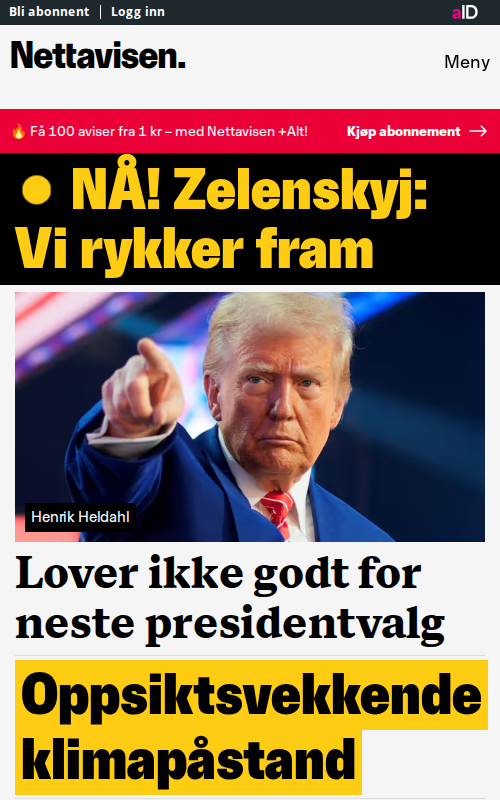 Bli abonnent | Logg inn
aID
Nettavisen.
Meny
🔥 Få 100 aviser fra 1 kr – med Nettavisen +Alt!
Kjøp abonnement →
NÅ! Zelenskyj:
Vi rykker fram
Henrik Heldahl
Lover ikke godt for
neste presidentvalg
Oppsiktsvekkende
klimapåstand